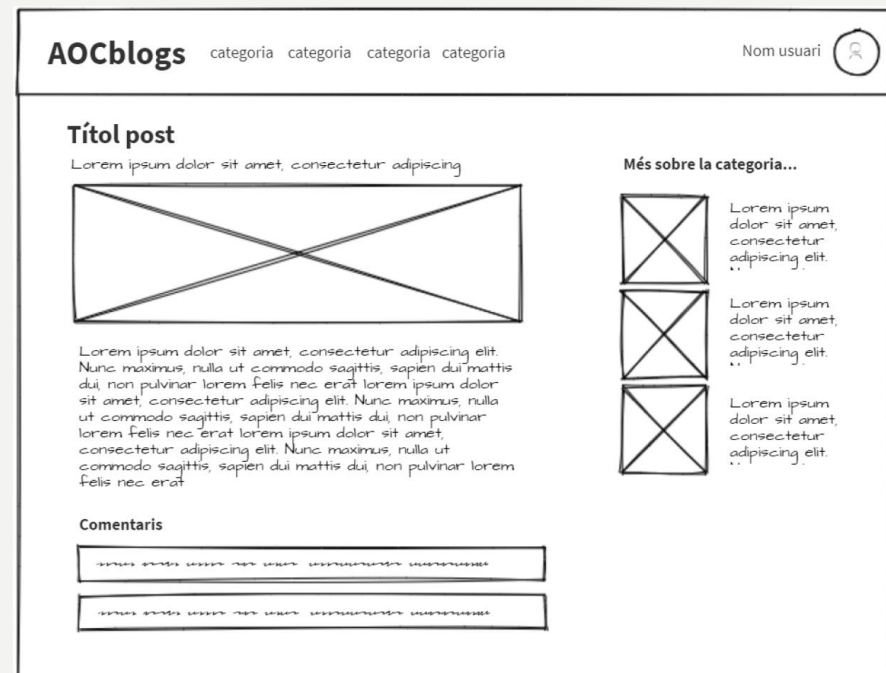 AOCblogs
categoria categoria categoria categoria
Nom usuari
Títol post
Lorem ipsum dolor sit amet, consectetur adipiscing
Lorem ipsum dolor sit amet, consectetur adipiscing elit.
Nunc maximus, nulla ut commodo sagittis, sapien dui mattis
dui, non pulvinar lorem felis nec erat lorem ipsum dolor
sit amet, consectetur adipiscing elit. Nunc maximus, nulla
ut commodo sagittis, sapien dui mattis dui, non pulvinar
lorem felis nec erat lorem ipsum dolor sit amet,
consectetur adipiscing elit. Nunc maximus, nulla ut
commodo sagittis, sapien dui mattis dui, non pulvinar lorem
felis nec erat
Comentaris
Més sobre la categoria...
Lorem ipsum
dolor sit amet,
consectetur
adipiscing elit.
Lorem ipsum
dolor sit amet,
consectetur
adipiscing elit.
Lorem ipsum
dolor sit amet,
consectetur
adipiscing elit.